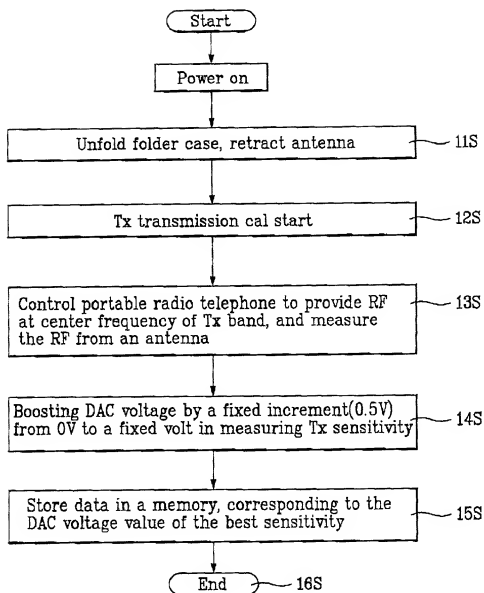 Start
Power on
Unfold folder case, retract antenna
11S
Tx transmission cal start
12S
Control portable radio telephone to provide RF
at center frequency of Tx band, and measure
the RF from an antenna
13S
Boosting DAC voltage by a fixed increment(0.5V)
from 0V to a fixed volt in measuring Tx sensitivity
14S
Store data in a memory, corresponding to the
DAC voltage value of the best sensitivity
15S
End
16S